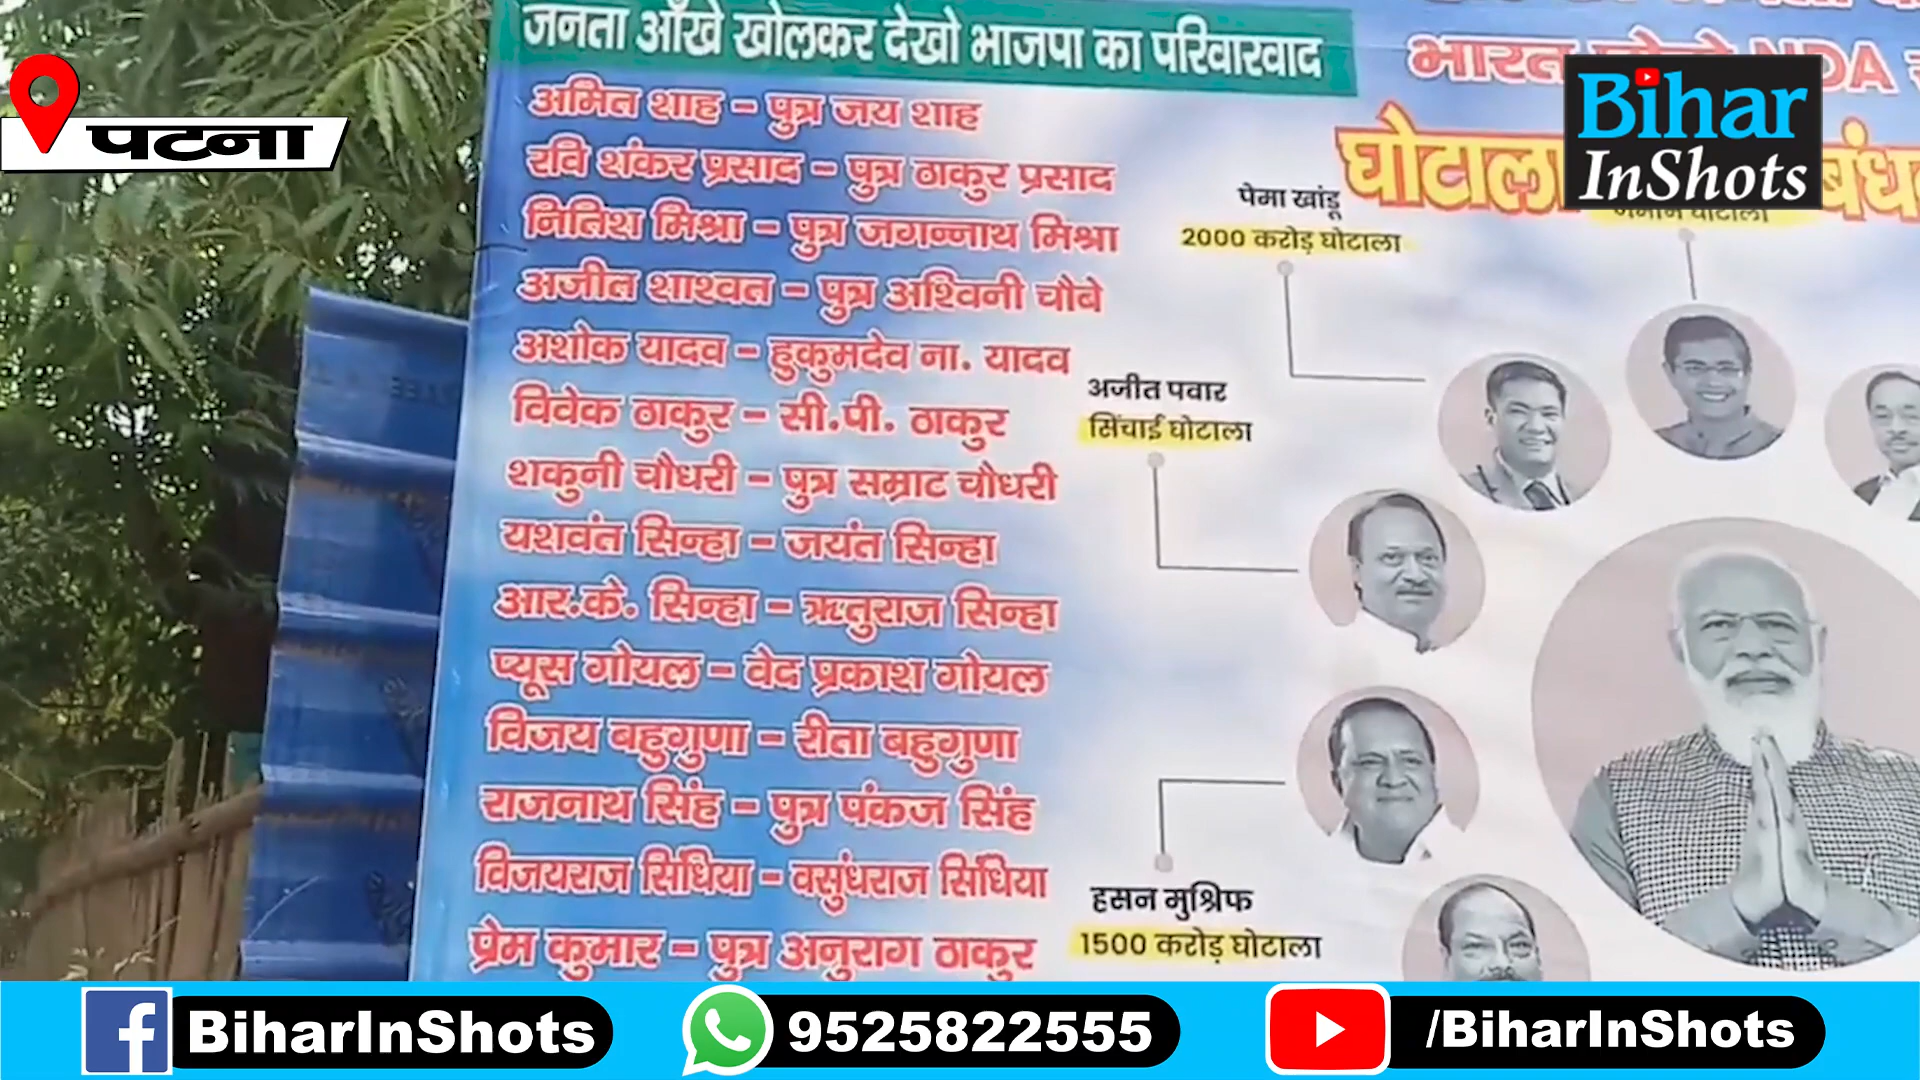 जनता आँखे खोलकर देखो भाजपा का परिवारवाद
अमित शाह – पुत्र जय शाह
रवि शंकर प्रसाद – पुत्र ठाकुर प्रसाद
नितिश मिश्रा – पुत्र जगन्नाथ मिश्रा
अजीत शाश्वत – पुत्र अश्विनी चौबे
अशोक यादव – हुकुमदेव ना. यादव
विवेक ठाकुर – सी.पी. ठाकुर
शकुनी चौधरी – पुत्र सम्राट चौधरी
यशवंत सिन्हा – जयंत सिन्हा
आर.के. सिन्हा – ऋतुराज सिन्हा
प्यूस गोयल – वेद प्रकाश गोयल
विजय बहुगुणा – रीता बहुगुणा
राजनाथ सिंह – पुत्र पंकज सिंह
विजयराज सिंधिया – वसुंधराज सिंधिया
प्रेम कुमार – पुत्र अनुराग ठाकुर
भारत
घोटाला
पेमा खांडू
2000 करोड़ घोटाला
अजीत पवार
सिंचाई घोटाला
हसन मुश्रिफ
1500 करोड़ घोटाला
पटना
Bihar
InShots
BiharInShots
9525822555
/BiharInShots